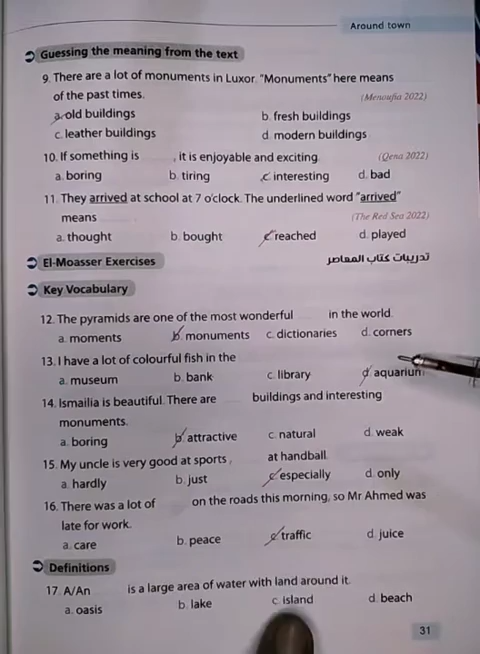 Around town
Guessing the meaning from the text
9. There are a lot of monuments in Luxor. "Monuments" here means
of the past times. (Menoufia 2022)
a. old buildings b. fresh buildings
c. leather buildings d. modern buildings
10. If something is , it is enjoyable and exciting. (Qena 2022)
a. boring b. tiring c. interesting d. bad
11. They arrived at school at 7 o'clock. The underlined word "arrived"
means (The Red Sea 2022)
a. thought b. bought c. reached d. played
El-Moasser Exercises تدريبات كتاب المعاصر
Key Vocabulary
12. The pyramids are one of the most wonderful in the world.
a. moments b. monuments c. dictionaries d. corners
13. I have a lot of colourful fish in the
a. museum b. bank c. library d. aquarium
14. Ismailia is beautiful. There are buildings and interesting
monuments.
a. boring b. attractive c. natural d. weak
15. My uncle is very good at sports, at handball.
a. hardly b. just c. especially d. only
16. There was a lot of on the roads this morning, so Mr Ahmed was
late for work.
a. care b. peace c. traffic d. juice
Definitions
17. A/An is a large area of water with land around it.
a. oasis b. lake c. island d. beach
31